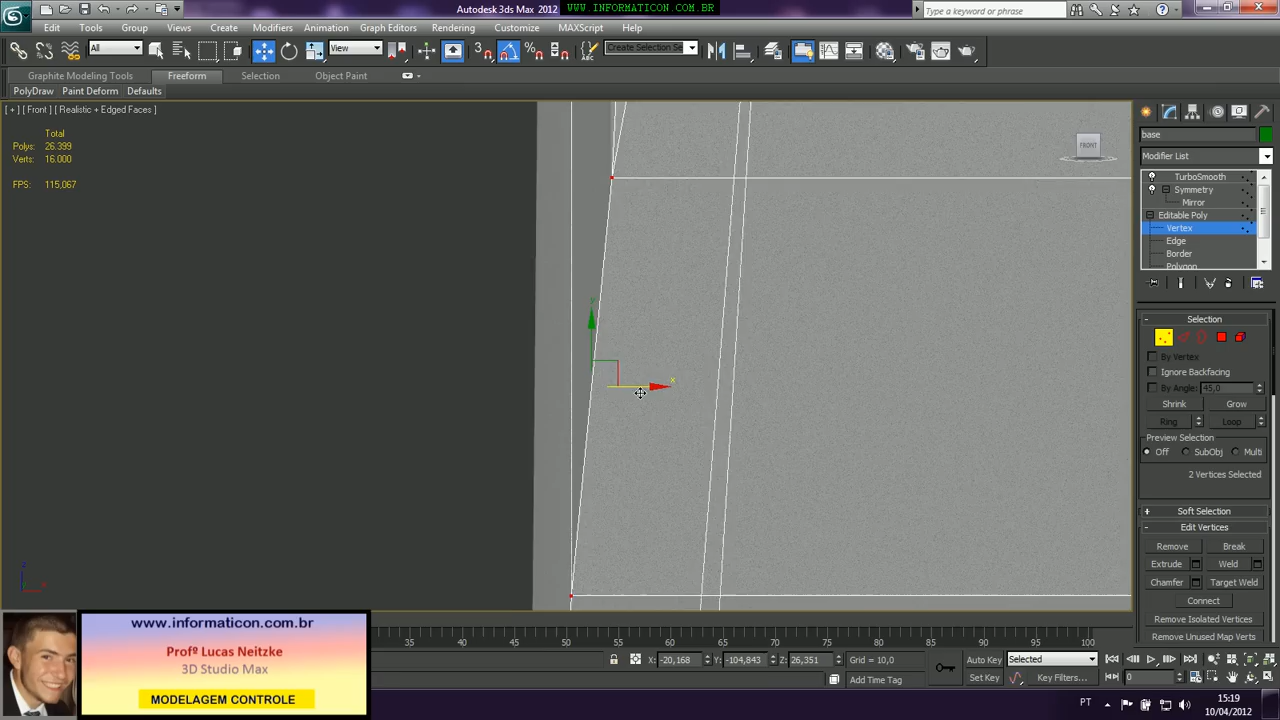 Autodesk 3ds Max 2012
WWW.INFORMATICON.COM.BR
Type a keyword or phrase
Edit Tools Group Views Create Modifiers Animation Graph Editors Rendering Customize MAXScript Help
All View Create Selection Se
Graphite Modeling Tools Freeform Selection Object Paint
PolyDraw Paint Deform Defaults
[ + ] [ Front ] [ Realistic + Edged Faces ]
Total
Polys: 26.399
Verts: 16.000
FPS: 115,067
FRONT
y
x
z
base
Modifier List
TurboSmooth
Symmetry
Mirror
Editable Poly
Vertex
Edge
Border
Polygon
Selection
By Vertex
Ignore Backfacing
By Angle: 45,0
Shrink Grow
Ring Loop
Preview Selection
Off SubObj Multi
2 Vertices Selected
Soft Selection
Edit Vertices
Remove Break
Extrude Weld
Chamfer Target Weld
Connect
Remove Isolated Vertices
Remove Unused Map Verts
35 40 45 50 55 60 65 70 75 80 85 90 95 100
X: -20,168 Y: -104,843 Z: 26,351 Grid = 10,0
Add Time Tag
Auto Key Selected
Set Key Key Filters... 0
www.informaticon.com.br
Profº Lucas Neitzke
3D Studio Max
MODELAGEM CONTROLE
PT
15:19
10/04/2012